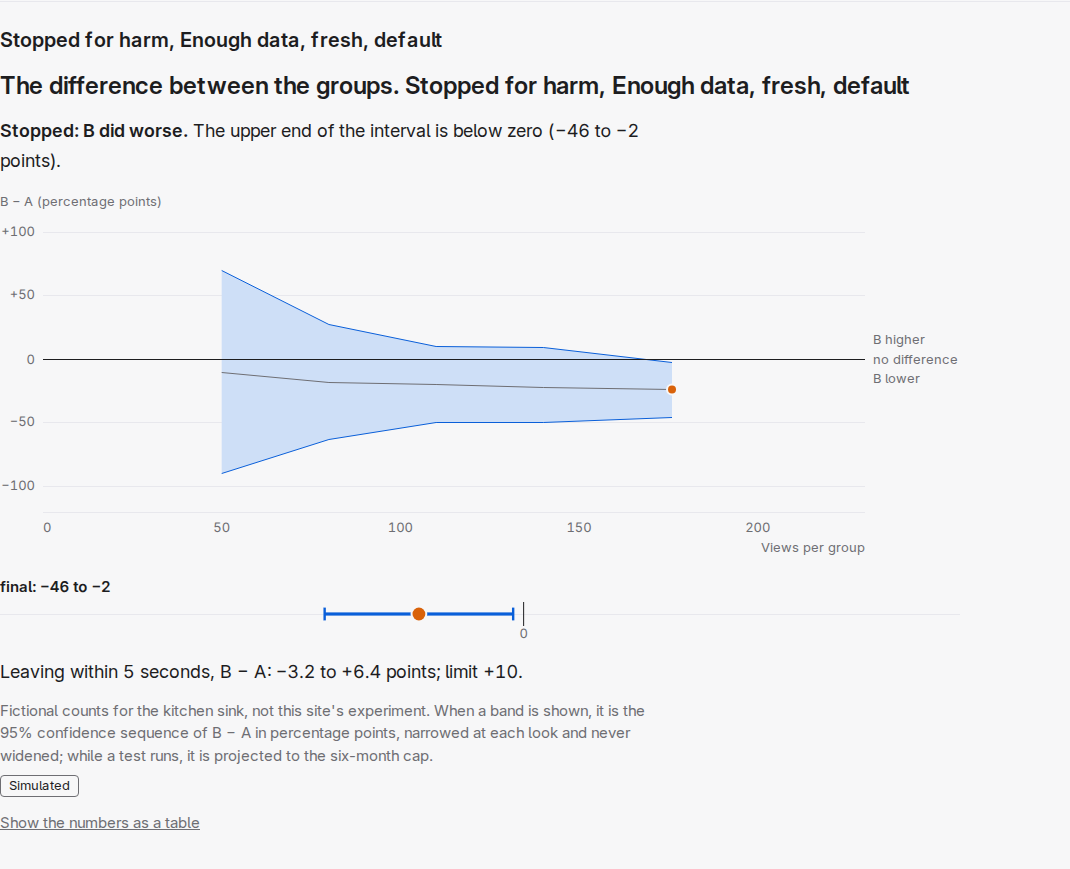 Stopped for harm, Enough data, fresh, default
The difference between the groups. Stopped for harm, Enough data, fresh, default
Stopped: B did worse. The upper end of the interval is below zero (−46 to −2
points).
B − A (percentage points)
+100
+50
0
−50
−100
B higher
no difference
B lower
0 50 100 150 200
Views per group
final: −46 to −2
0
Leaving within 5 seconds, B − A: −3.2 to +6.4 points; limit +10.
Fictional counts for the kitchen sink, not this site's experiment. When a band is shown, it is the
95% confidence sequence of B − A in percentage points, narrowed at each look and never
widened; while a test runs, it is projected to the six-month cap.
Simulated
Show the numbers as a table